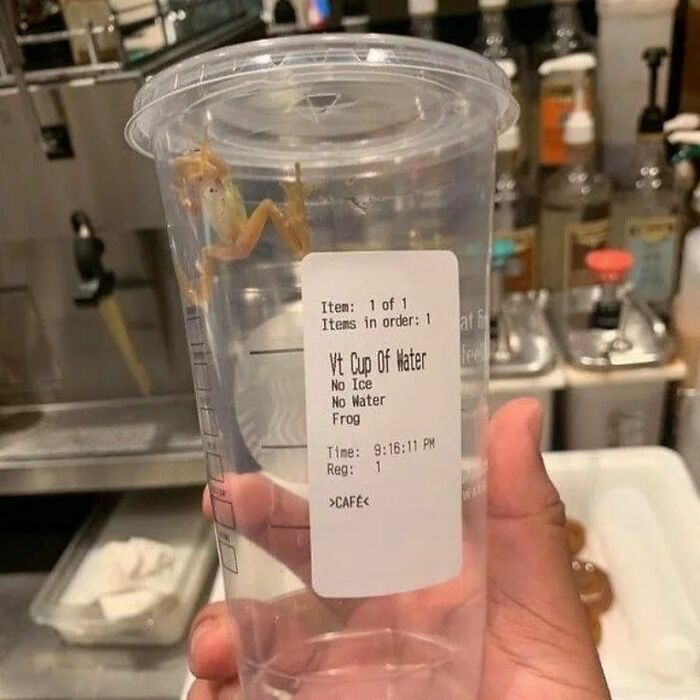 Item: 1 of 1
Items in order: 1
Vt Cup Of Water
No Ice
No Water
Frog
Time: 9:16:11 PM
Reg: 1
>CAFÉ<